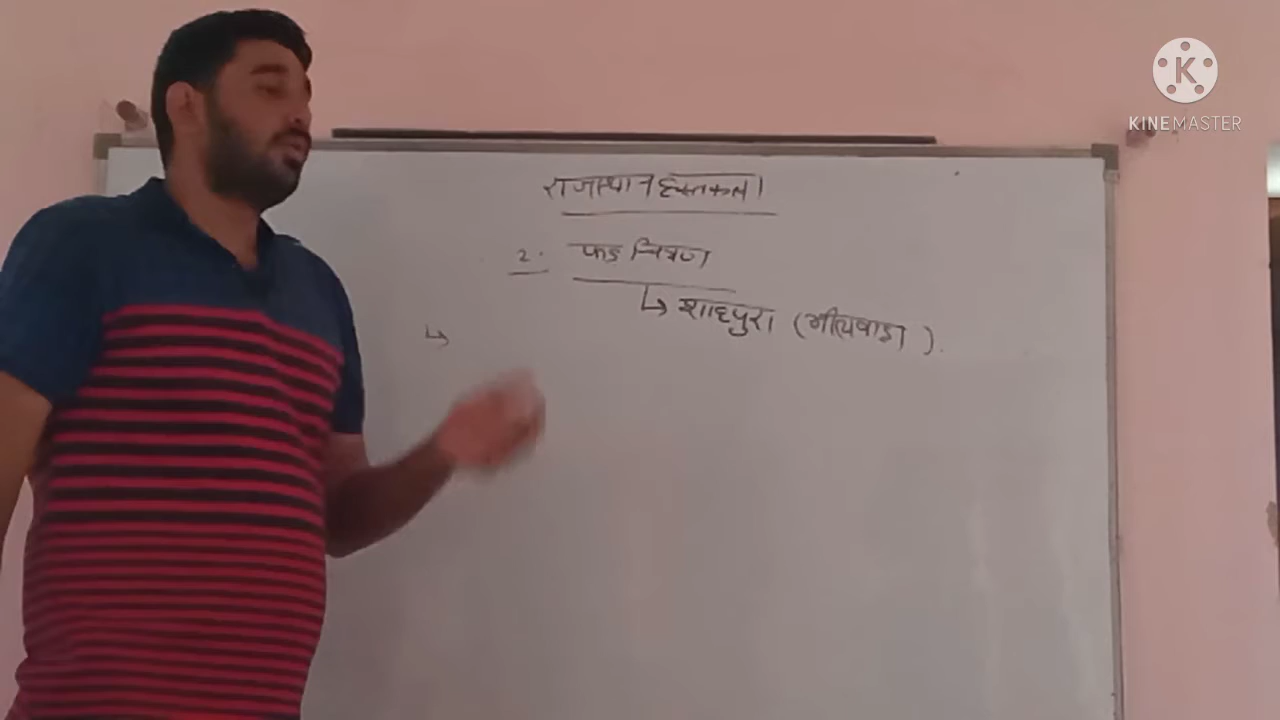 राजस्थान हस्तकला
2. फड चित्रण
↳ शाहपुरा (भीलवाडा).
↳
KINEMASTER